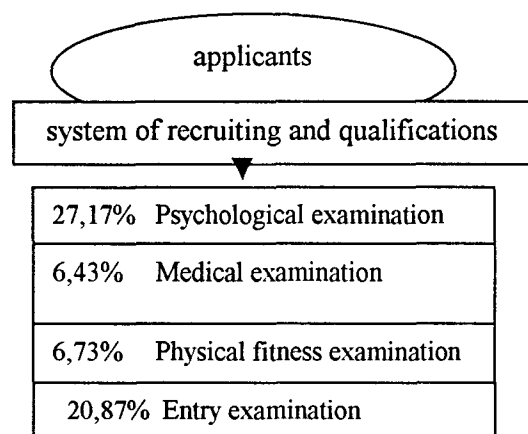 applicants
system of recruiting and qualifications
27,17% Psychological examination
6,43% Medical examination
6,73% Physical fitness examination
20,87% Entry examination